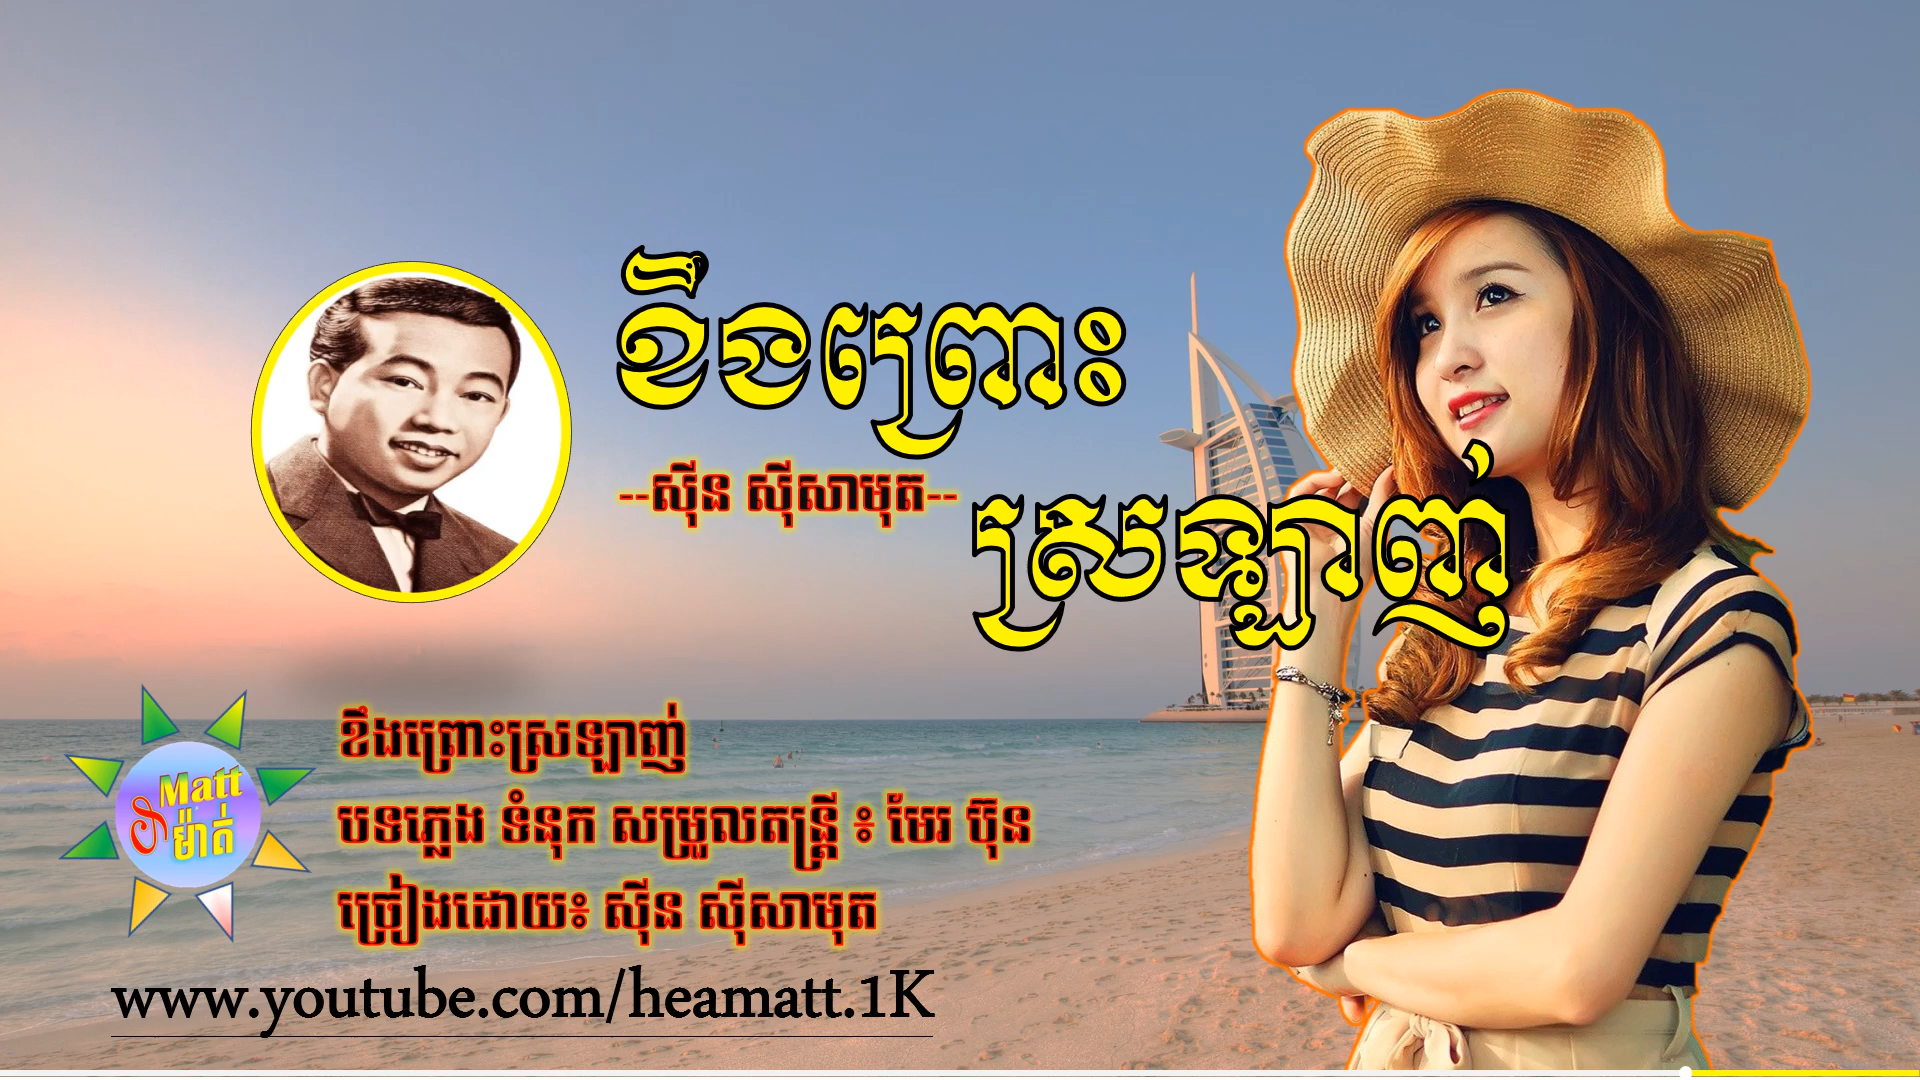 ខឹងព្រោះ
--ស៊ីន ស៊ីសាមុត--
ស្រឡាញ់
ខឹងព្រោះស្រឡាញ់
បទភ្លេង ទំនុក សម្រួលតន្ត្រី ៖ មែរ ប៊ុន
ច្រៀងដោយ៖ ស៊ីន ស៊ីសាមុត
Matt
ហ៊ា ម៉ាត់
www.youtube.com/heamatt.1K